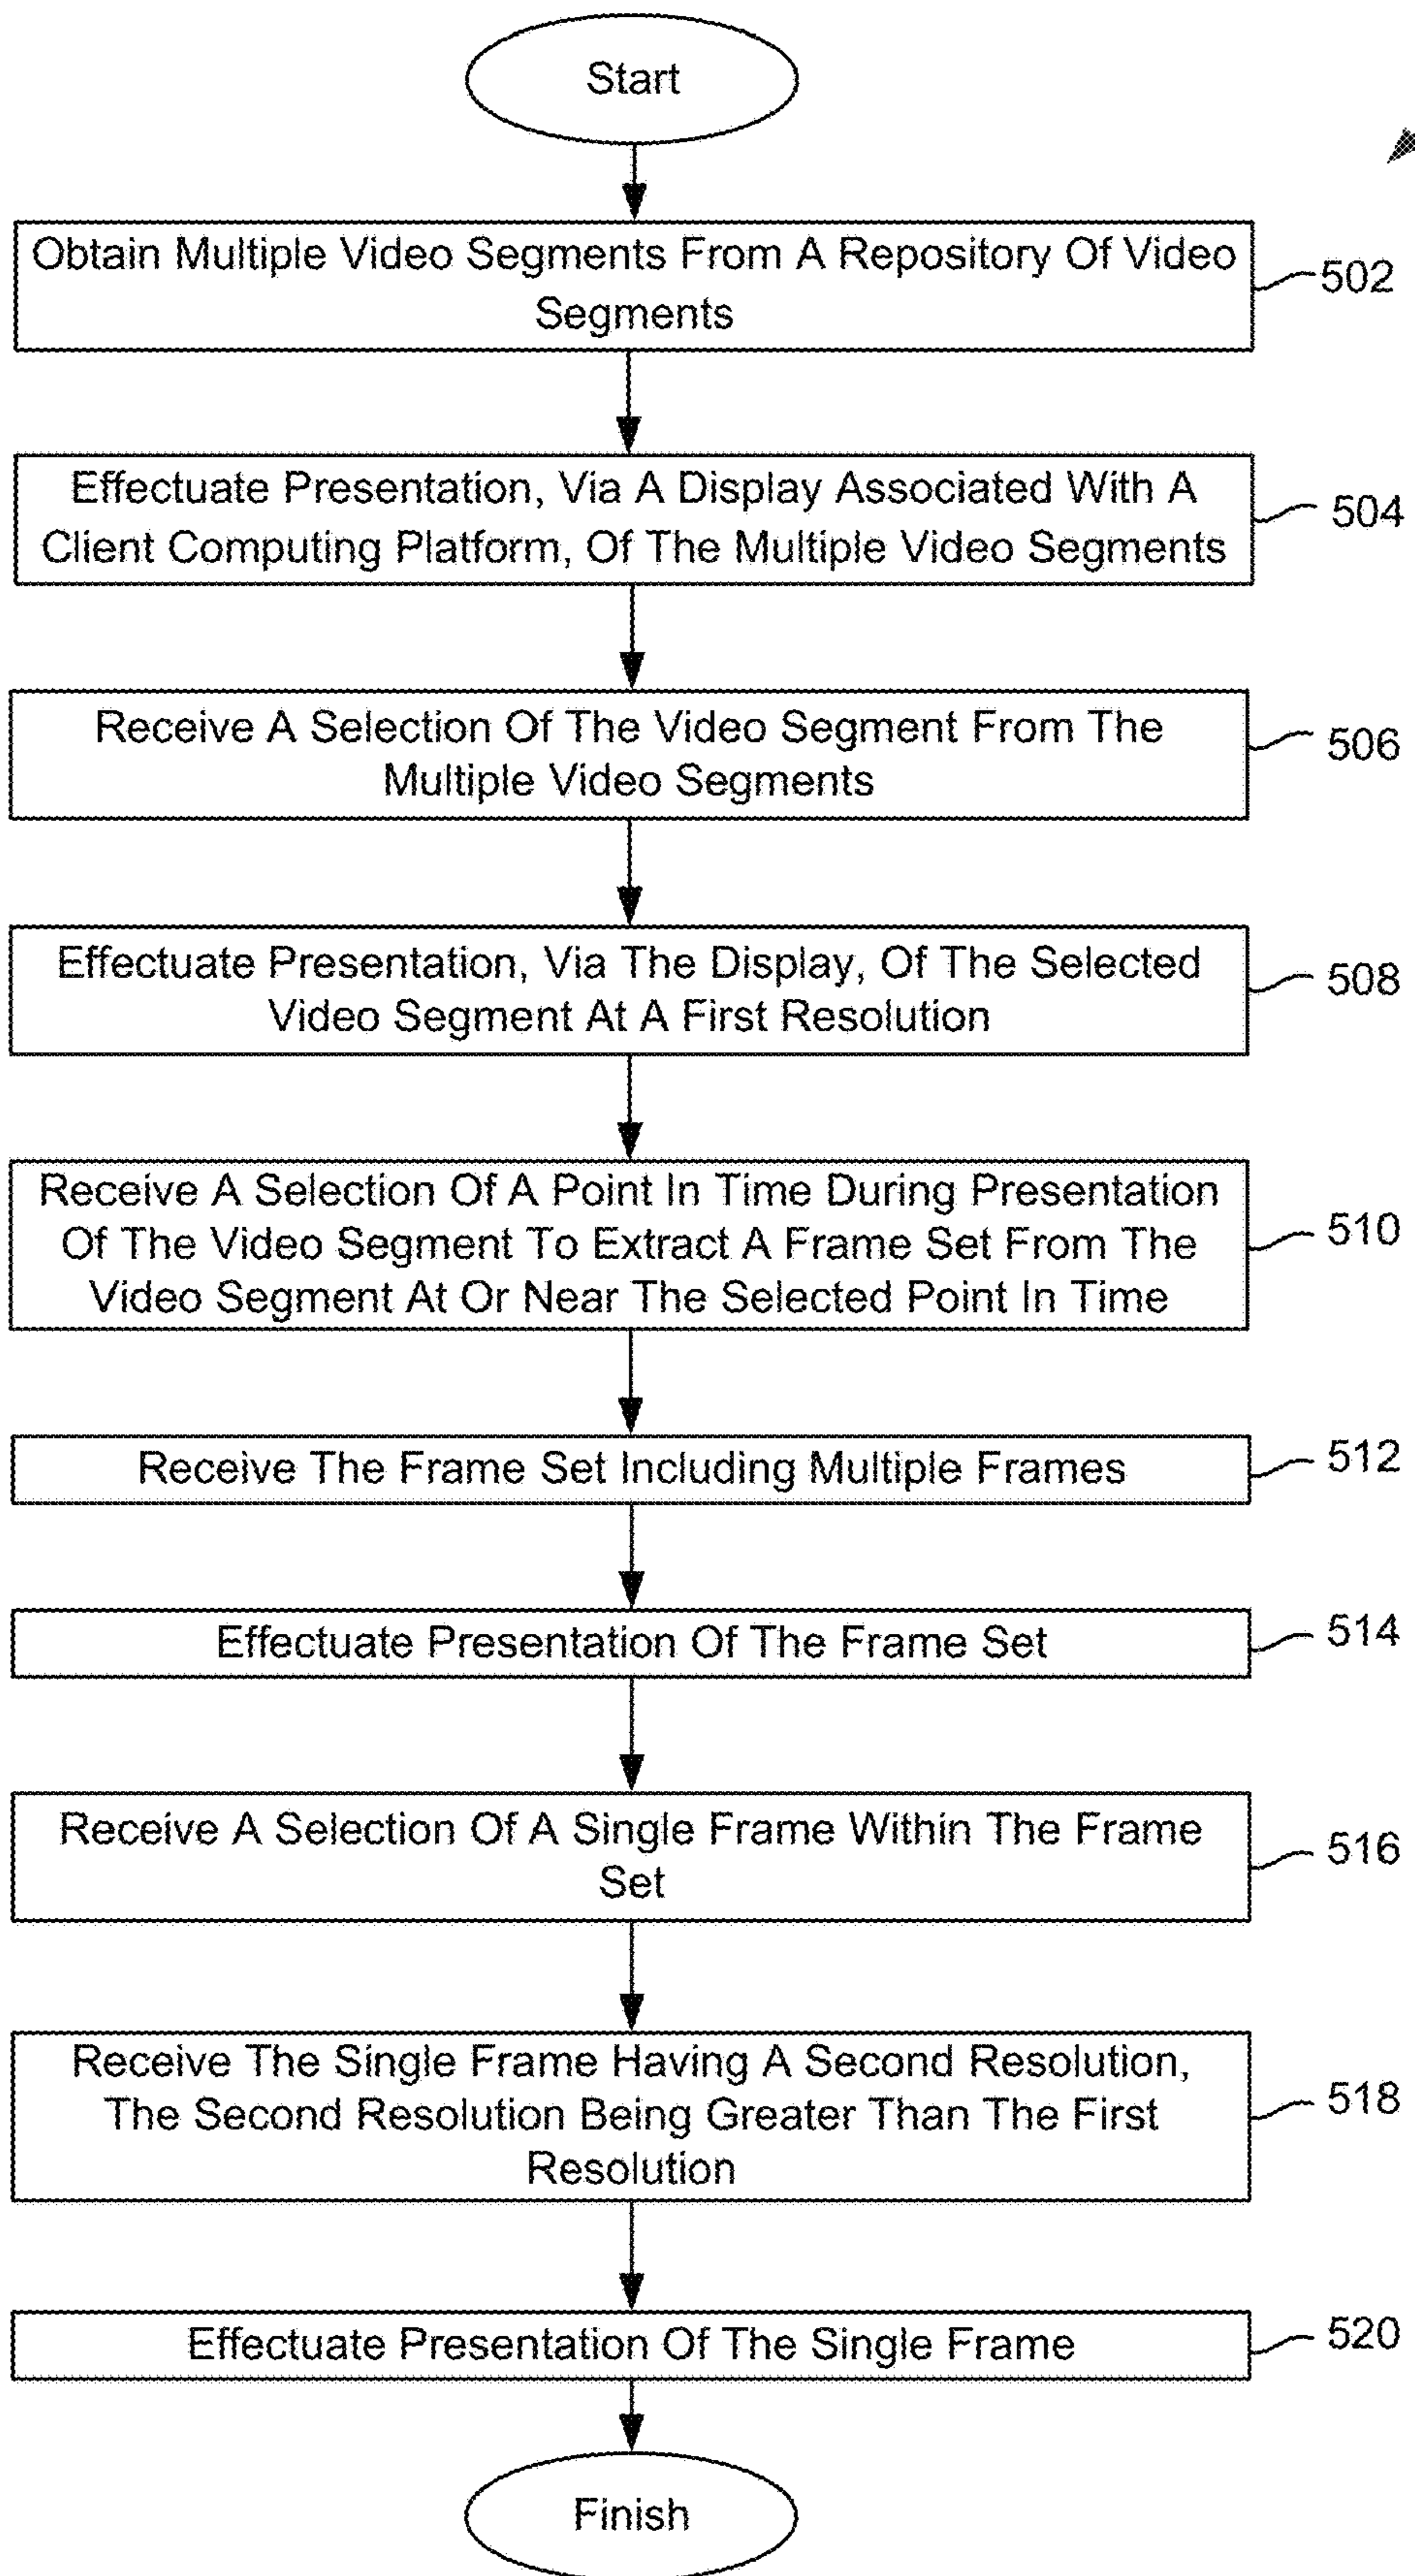 Start
Obtain Multiple Video Segments From A Repository Of Video
Segments
502
Effectuate Presentation, Via A Display Associated With A
Client Computing Platform, Of The Multiple Video Segments
504
Receive A Selection Of The Video Segment From The
Multiple Video Segments
506
Effectuate Presentation, Via The Display, Of The Selected
Video Segment At A First Resolution
508
Receive A Selection Of A Point In Time During Presentation
Of The Video Segment To Extract A Frame Set From The
Video Segment At Or Near The Selected Point In Time
510
Receive The Frame Set Including Multiple Frames
512
Effectuate Presentation Of The Frame Set
514
Receive A Selection Of A Single Frame Within The Frame
Set
516
Receive The Single Frame Having A Second Resolution,
The Second Resolution Being Greater Than The First
Resolution
518
Effectuate Presentation Of The Single Frame
520
Finish